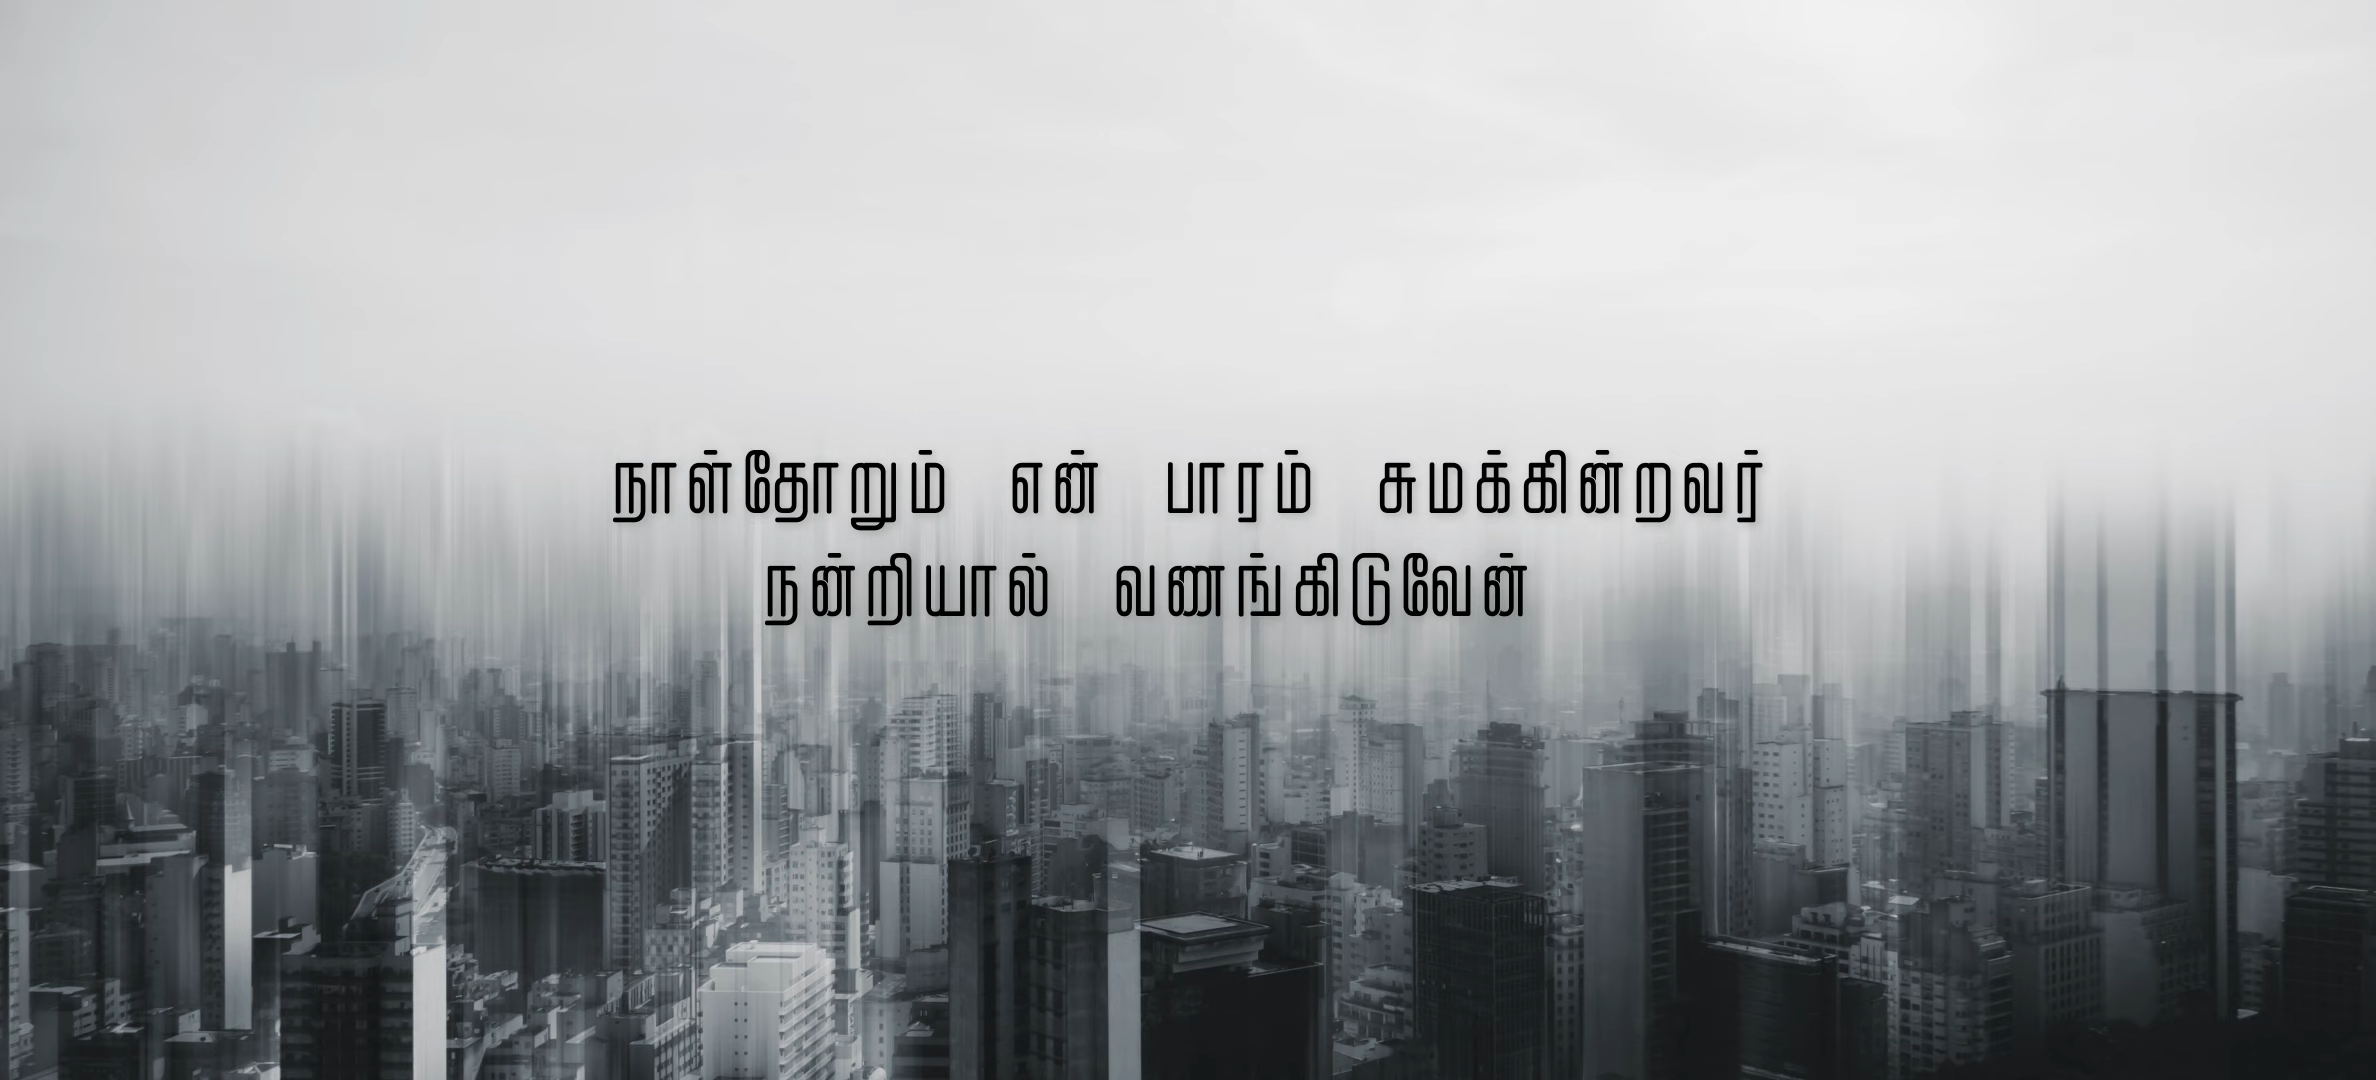 நாள்தோறும் என் பாரம் சுமக்கின்றவர்
நன்றியால் வணங்கிடுவேன்